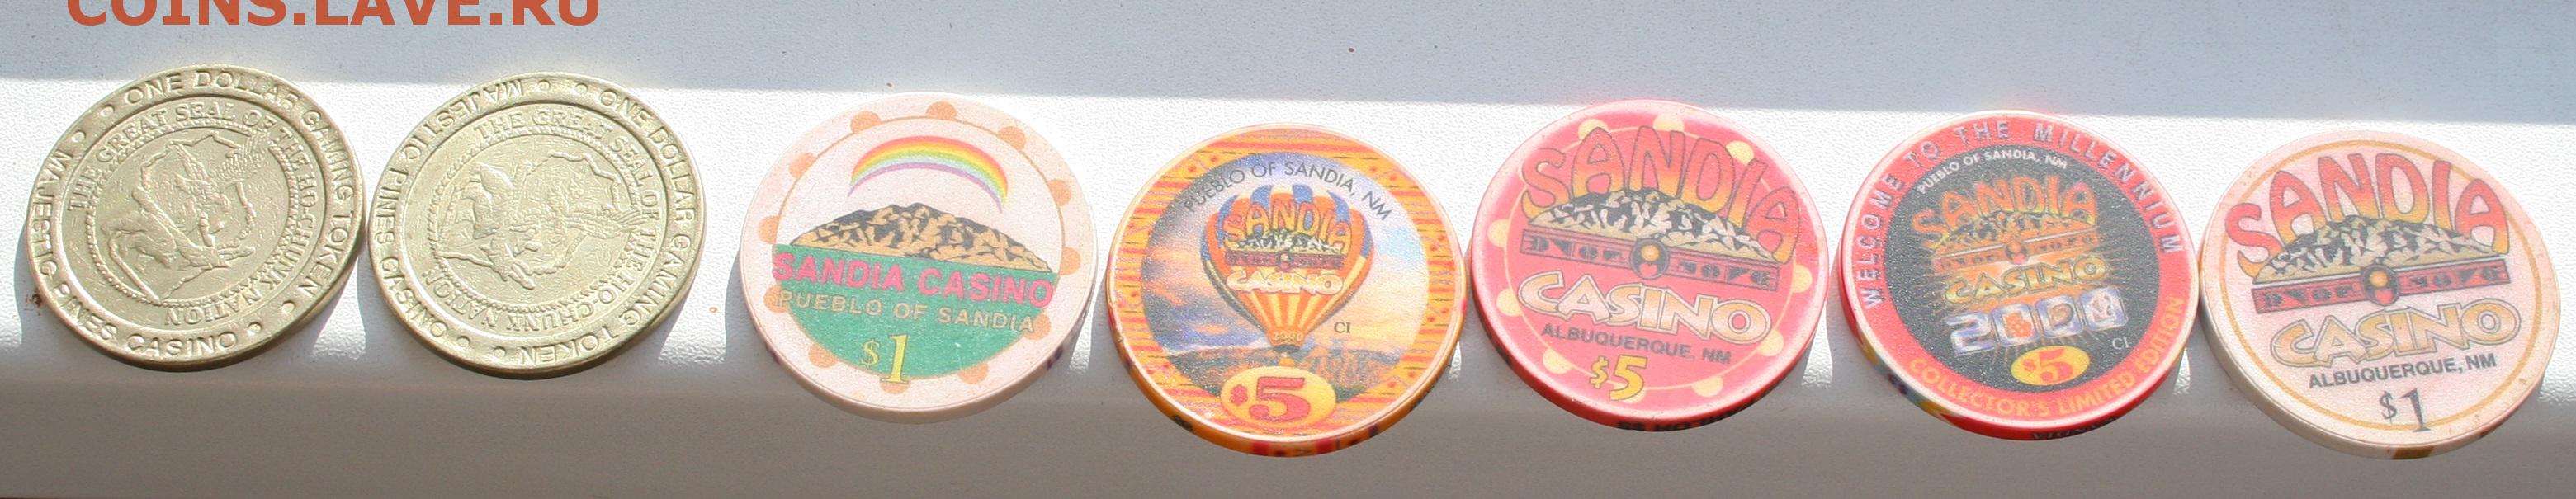 COINS.LAVE.RU
• ONE DOLLAR GAMING TOKEN •
MAJESTIC PINES CASINO
THE GREAT SEAL OF THE HO-CHUNK NATION
• ONE DOLLAR GAMING TOKEN •
MAJESTIC PINES CASINO
THE GREAT SEAL OF THE HO-CHUNK NATION
SANDIA CASINO
PUEBLO OF SANDIA
$1
PUEBLO OF SANDIA, NM
SANDIA
CASINO
2000
CI
$5
SANDIA
CASINO
ALBUQUERQUE, NM
$5
WELCOME TO THE MILLENNIUM
PUEBLO OF SANDIA, NM
SANDIA
CASINO
2000
CI
$5
COLLECTOR'S LIMITED EDITION
SANDIA
CASINO
ALBUQUERQUE, NM
$1